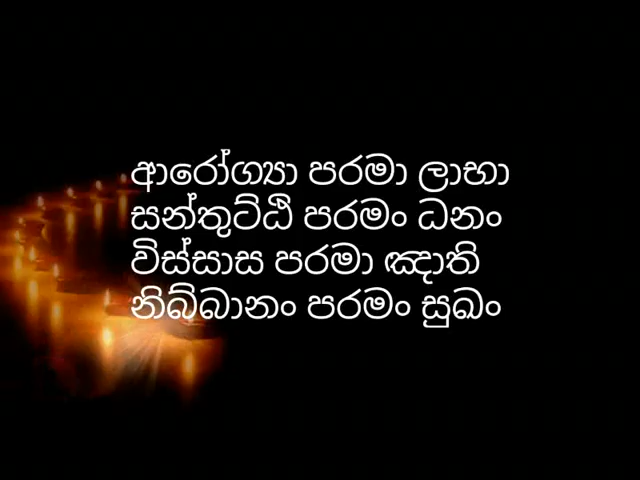 ආරෝග්‍යා පරමා ලාභා
සන්තුට්ඨි පරමං ධනං
විස්සාස පරමා ඤාති
නිබ්බානං පරමං සුඛං